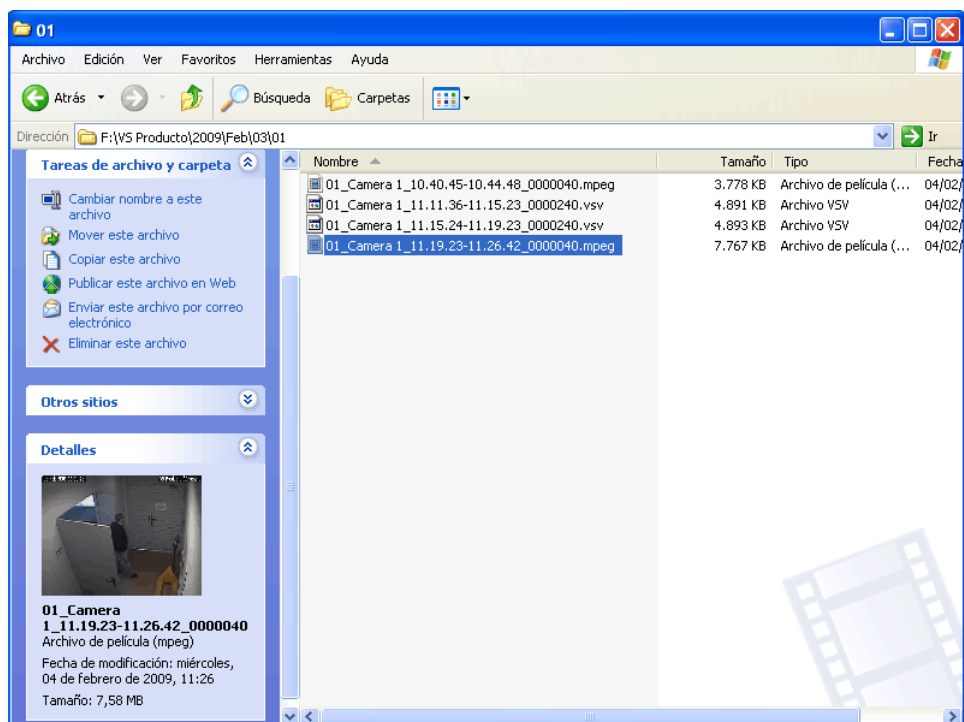 01
Archivo Edición Ver Favoritos Herramientas Ayuda
Atrás Búsqueda Carpetas
Dirección F:\VS Producto\2009\Feb\03\01 Ir
Tareas de archivo y carpeta
Cambiar nombre a este
archivo
Mover este archivo
Copiar este archivo
Publicar este archivo en Web
Enviar este archivo por correo
electrónico
Eliminar este archivo
Otros sitios
Detalles
01_Camera
1_11.19.23-11.26.42_0000040
Archivo de película (mpeg)
Fecha de modificación: miércoles,
04 de febrero de 2009, 11:26
Tamaño: 7,58 MB
Nombre Tamaño Tipo Fecha
01_Camera 1_10.40.45-10.44.48_0000040.mpeg 3.778 KB Archivo de película (... 04/02/
01_Camera 1_11.11.36-11.15.23_0000240.vsv 4.891 KB Archivo VSV 04/02/
01_Camera 1_11.15.24-11.19.23_0000240.vsv 4.893 KB Archivo VSV 04/02/
01_Camera 1_11.19.23-11.26.42_0000040.mpeg 7.767 KB Archivo de película (... 04/02/